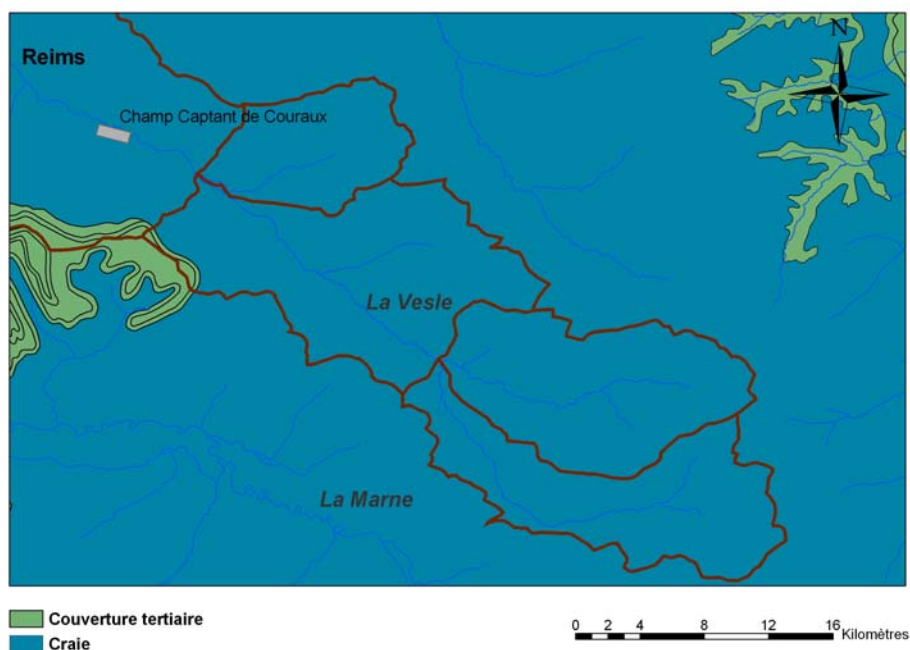 N
Reims
Champ Captant de Couraux
La Vesle
La Marne
Couverture tertiaire
Craie
0 2 4 8 12 16
Kilomètres